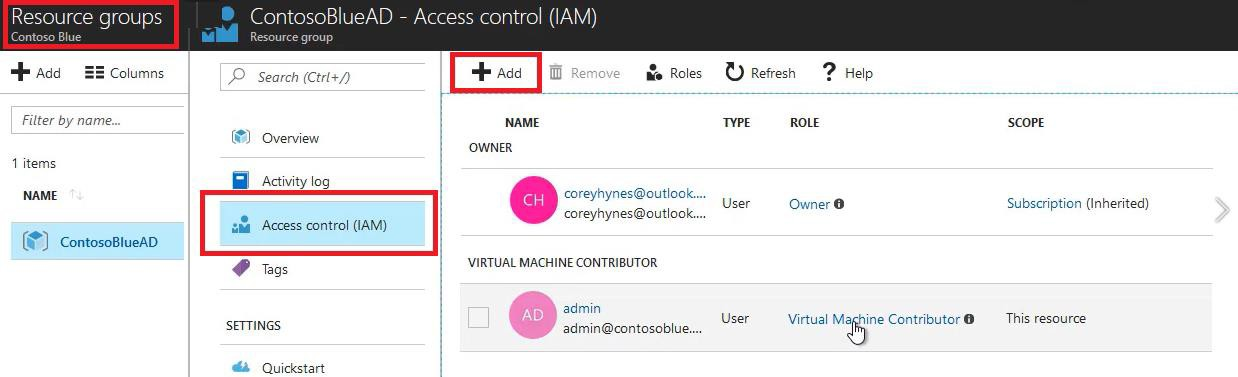 Resource groups
Contoso Blue
ContosoBlueAD - Access control (IAM)
Resource group
Add
Columns
Filter by name...
1 items
NAME
ContosoBlueAD
Search (Ctrl+/)
Overview
Activity log
Access control (IAM)
Tags
SETTINGS
Quickstart
Add Remove Roles Refresh ? Help
NAME TYPE ROLE SCOPE
OWNER
CH
coreyhynes@outlook....
coreyhynes@outlook....
User
Owner
Subscription (Inherited)
VIRTUAL MACHINE CONTRIBUTOR
AD
admin
admin@contosoblue....
User
Virtual Machine Contributor
This resource